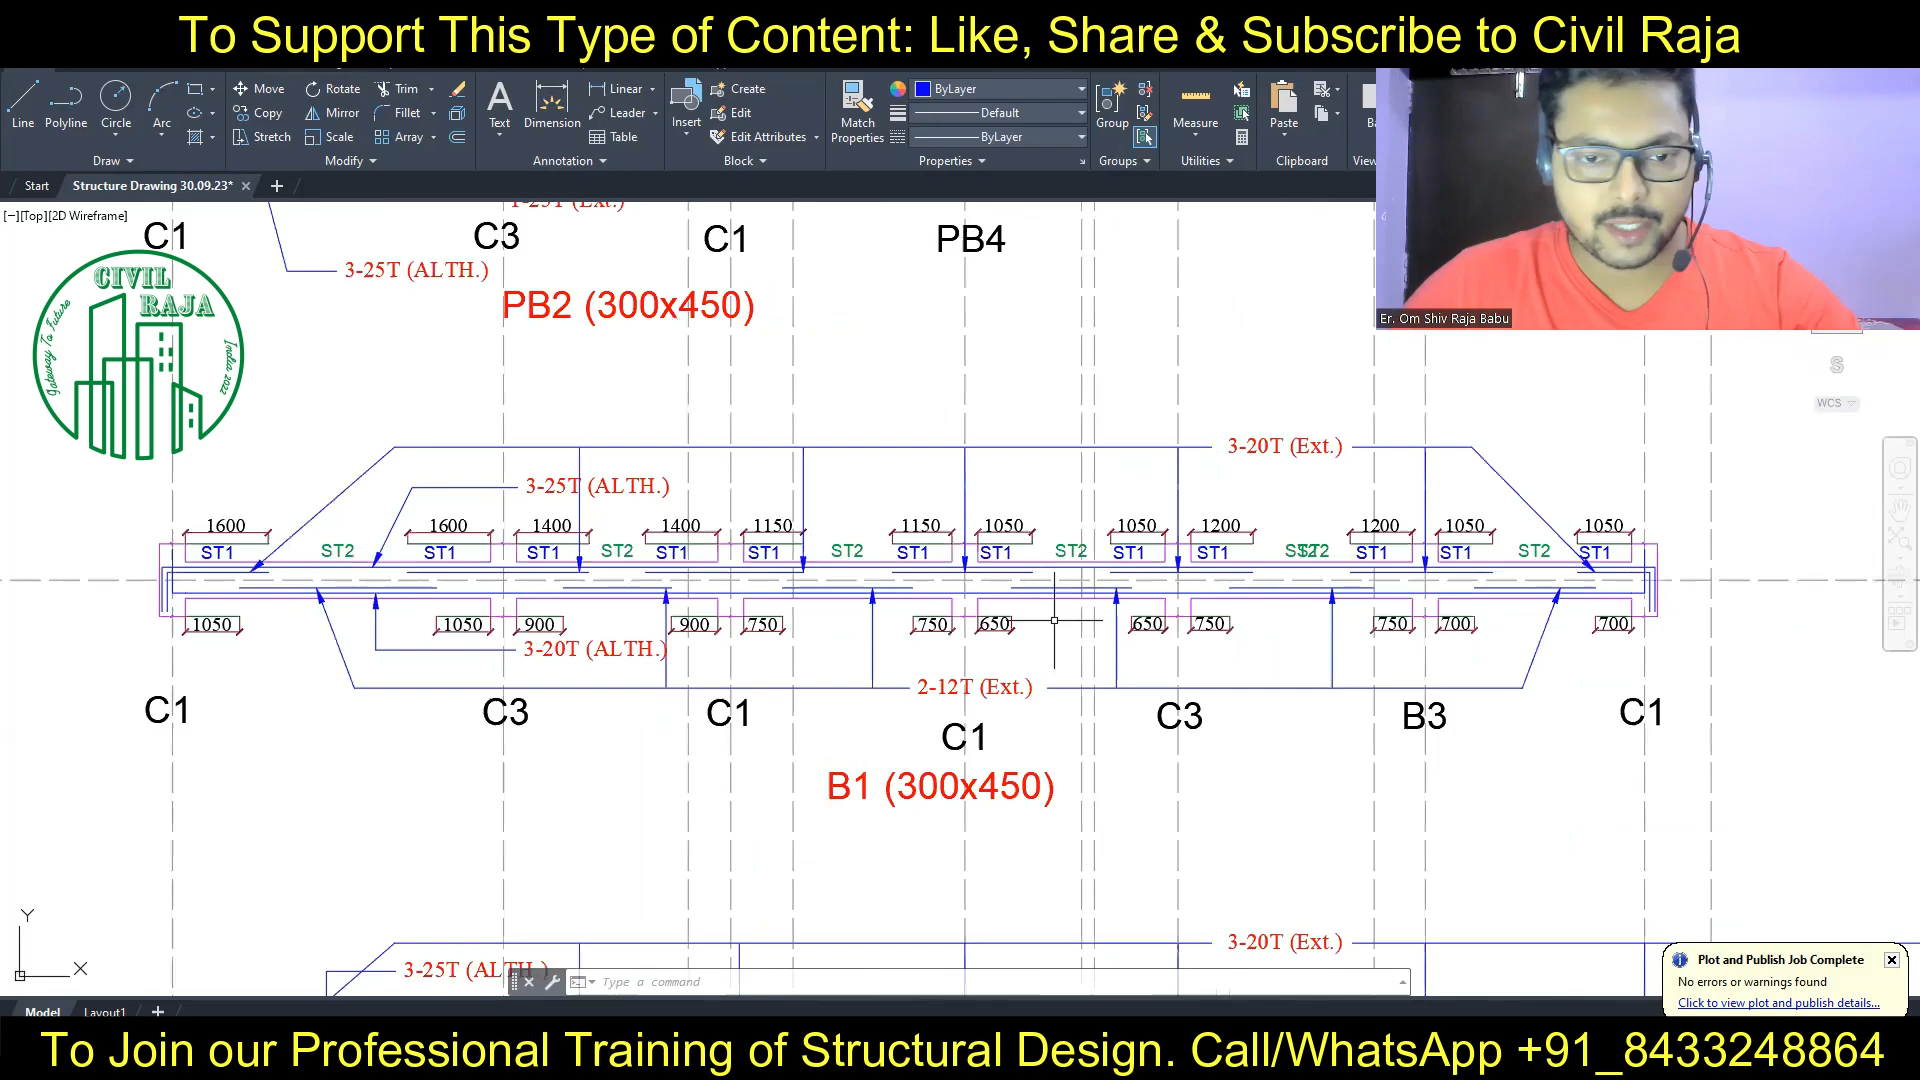 To Support This Type of Content: Like, Share & Subscribe to Civil Raja
Line Polyline Circle Arc
Move Rotate Trim
Copy Mirror Fillet
Stretch Scale Array
Draw Modify
Text Dimension
Linear
Leader
Table
Annotation
Insert
Create
Edit
Edit Attributes
Block
Match Properties
ByLayer
Default
ByLayer
Properties
Group
Groups
Measure
Utilities
Paste
Clipboard
Start Structure Drawing 30.09.23*
[−][Top][2D Wireframe]
1-25T (Ext.)
C1 C3 C1 PB4
3-25T (ALTH.)
PB2 (300x450)
CIVIL
RAJA
Gateway To Future
India 2022
Er. Om Shiv Raja Babu
S
WCS
3-20T (Ext.)
3-25T (ALTH.)
1600 1600 1400 1400 1150 1150 1050 1050 1200 1200 1050 1050
ST1 ST2 ST1 ST1 ST2 ST1 ST1 ST2 ST1 ST1 ST2 ST1 ST1 ST2 ST1 ST1 ST2 ST1
1050 1050 900 900 750 750 650 650 750 750 700 700
3-20T (ALTH.)
2-12T (Ext.)
C1 C3 C1 C1 C3 B3 C1
B1 (300x450)
3-20T (Ext.)
3-25T (ALTH.)
Y
X
Type a command
Plot and Publish Job Complete
No errors or warnings found
Click to view plot and publish details...
Model Layout1
To Join our Professional Training of Structural Design. Call/WhatsApp +91_8433248864